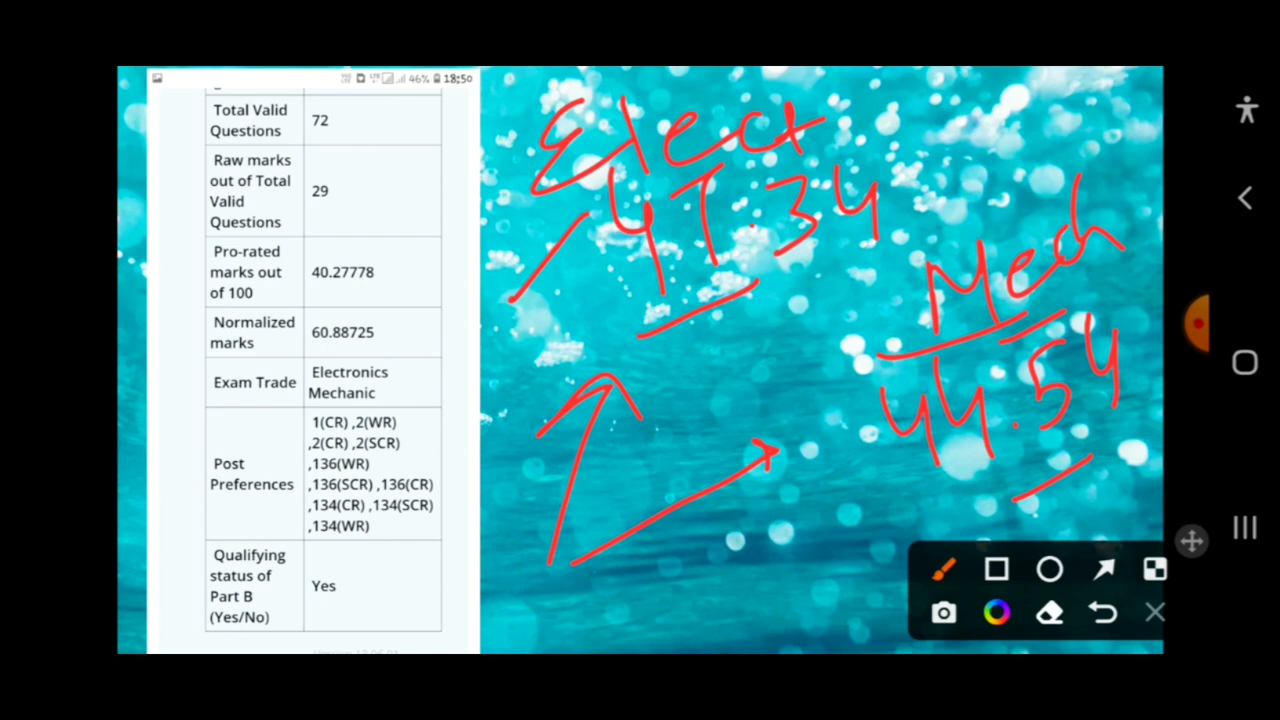 46% 18:50
Total Valid
Questions
72
Raw marks
out of Total
Valid
Questions
29
Pro-rated
marks out
of 100
40.27778
Normalized
marks
60.88725
Exam Trade
Electronics
Mechanic
Post
Preferences
1(CR) ,2(WR)
,2(CR) ,2(SCR)
,136(WR)
,136(SCR) ,136(CR)
,134(CR) ,134(SCR)
,134(WR)
Qualifying
status of
Part B
(Yes/No)
Yes
Elect
47.34
Mech
44.54